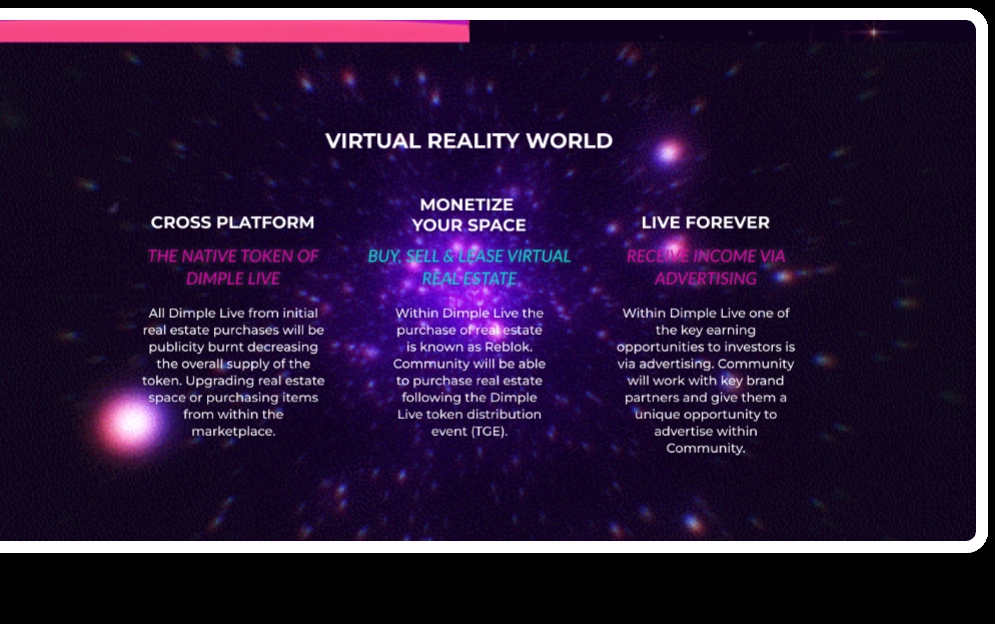 VIRTUAL REALITY WORLD
CROSS PLATFORM
THE NATIVE TOKEN OF
DIMPLE LIVE
All Dimple Live from initial
real estate purchases will be
publicity burnt decreasing
the overall supply of the
token. Upgrading real estate
space or purchasing items
from within the
marketplace.
MONETIZE
YOUR SPACE
BUY, SELL & LEASE VIRTUAL
REAL ESTATE
Within Dimple Live the
purchase of real estate
is known as Reblok.
Community will be able
to purchase real estate
following the Dimple
Live token distribution
event (TGE).
LIVE FOREVER
RECEIVE INCOME VIA
ADVERTISING
Within Dimple Live one of
the key earning
opportunities to investors is
via advertising. Community
will work with key brand
partners and give them a
unique opportunity to
advertise within
Community.